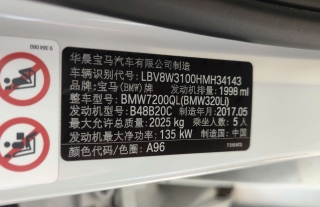 华晨宝马汽车有限公司制造
车辆识别代号: LBV8W3100HMH34143
品牌: 宝马(BMW)牌 发动机排量: 1998 ml
整车型号: BMW7200QL(BMW320Li)
发动机型号: B48B20C 制造年月: 2017.05
最大允许总质量: 2025 kg 乘坐人数: 5 人
发动机最大净功率: 135 kW 制造国: 中国
颜色代码/色圈: A96